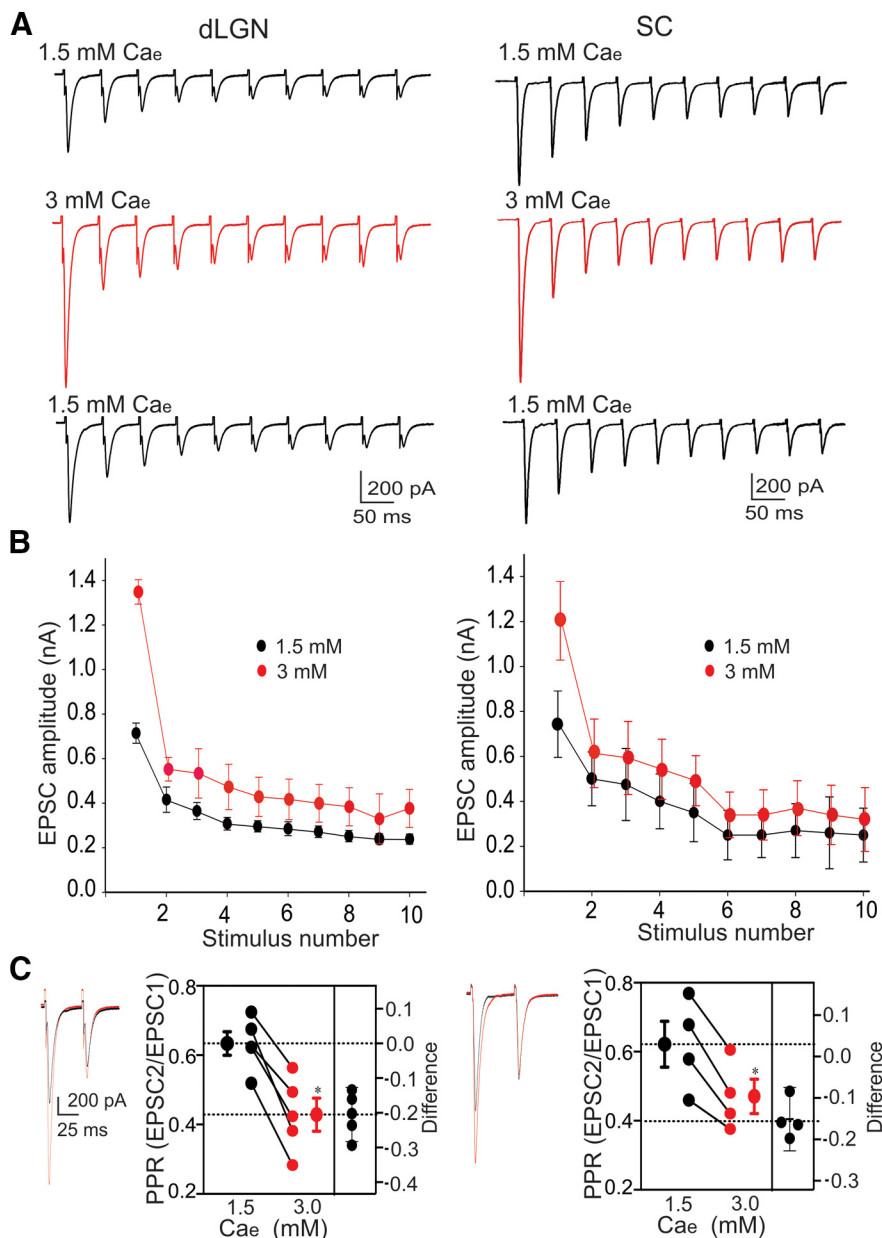 A
dLGN
SC
1.5 mM Cae
1.5 mM Cae
3 mM Cae
3 mM Cae
1.5 mM Cae
1.5 mM Cae
200 pA
50 ms
200 pA
50 ms
B
1.4
1.2
1.0
0.8
0.6
0.4
0.2
0.0
EPSC amplitude (nA)
1.5 mM
3 mM
2 4 6 8 10
Stimulus number
1.4
1.2
1.0
0.8
0.6
0.4
0.2
0.0
EPSC amplitude (nA)
1.5 mM
3 mM
2 4 6 8 10
Stimulus number
C
200 pA
25 ms
PPR (EPSC2/EPSC1)
0.8
0.6
0.4
0.2
*
0.1
0.0
-0.1
-0.2
-0.3
-0.4
Difference
1.5 3.0
Cae (mM)
PPR (EPSC2/EPSC1)
0.8
0.6
0.4
0.2
*
0.1
0.0
-0.1
-0.2
-0.3
Difference
1.5 3.0
Cae (mM)